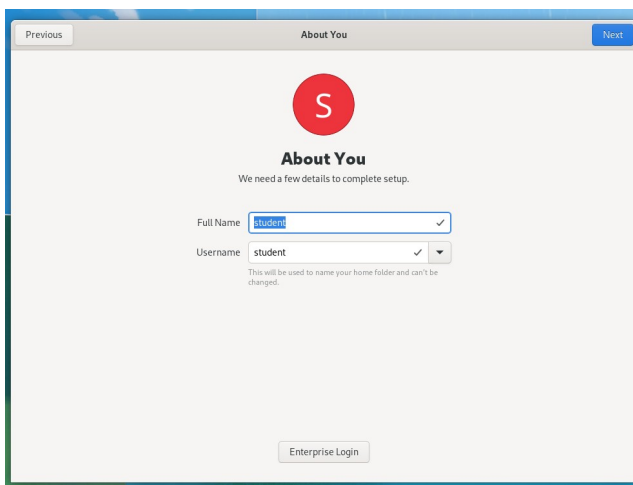 Previous
About You
Next
S
About You
We need a few details to complete setup.
Full Name student
Username student
This will be used to name your home folder and can't be
changed.
Enterprise Login